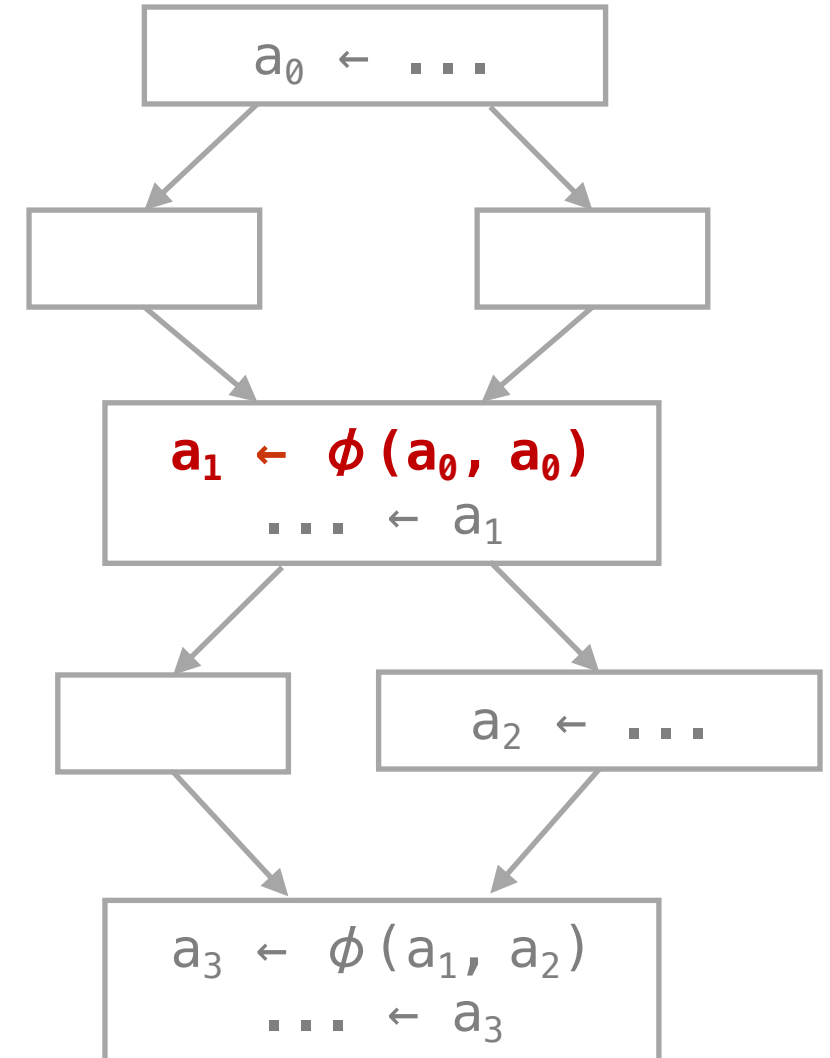 a₀ ← ...
a₁ ← ϕ(a₀, a₀)
... ← a₁
a₂ ← ...
a₃ ← ϕ(a₁, a₂)
... ← a₃